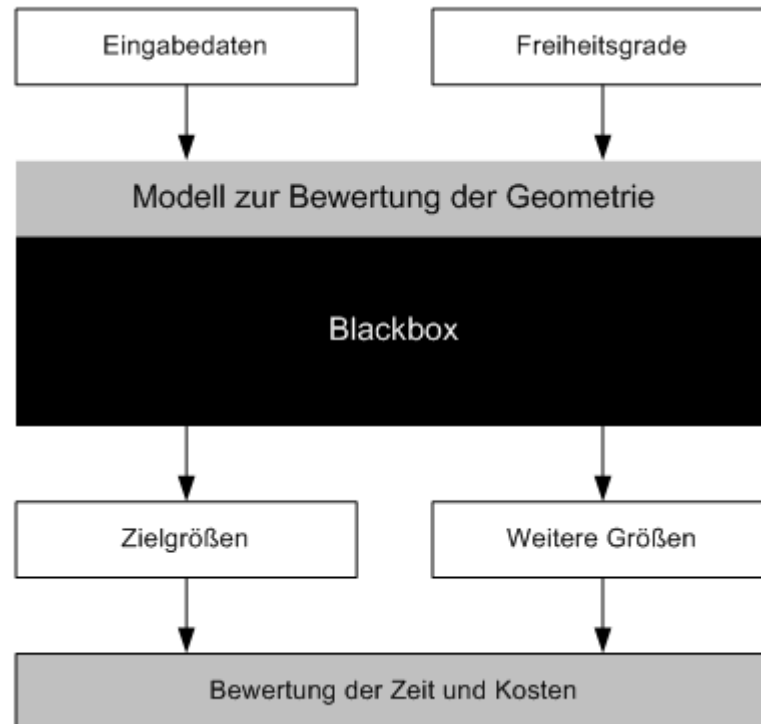 Eingabedaten
Freiheitsgrade
Modell zur Bewertung der Geometrie
Blackbox
Zielgrößen
Weitere Größen
Bewertung der Zeit und Kosten